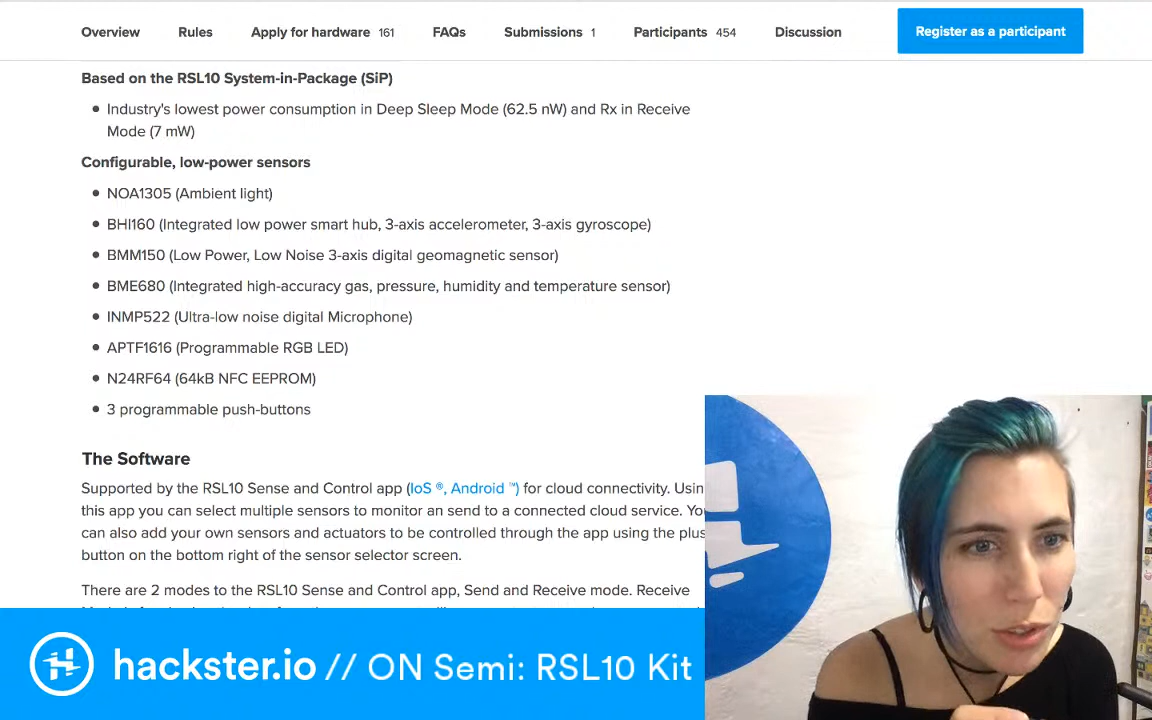 Overview Rules Apply for hardware 161 FAQs Submissions 1 Participants 454 Discussion Register as a participant
Based on the RSL10 System-in-Package (SiP)
• Industry's lowest power consumption in Deep Sleep Mode (62.5 nW) and Rx in Receive
Mode (7 mW)
Configurable, low-power sensors
• NOA1305 (Ambient light)
• BHI160 (Integrated low power smart hub, 3-axis accelerometer, 3-axis gyroscope)
• BMM150 (Low Power, Low Noise 3-axis digital geomagnetic sensor)
• BME680 (Integrated high-accuracy gas, pressure, humidity and temperature sensor)
• INMP522 (Ultra-low noise digital Microphone)
• APTF1616 (Programmable RGB LED)
• N24RF64 (64kB NFC EEPROM)
• 3 programmable push-buttons
The Software
Supported by the RSL10 Sense and Control app (IoS ®, Android ™) for cloud connectivity. Usin
this app you can select multiple sensors to monitor an send to a connected cloud service. Yo
can also add your own sensors and actuators to be controlled through the app using the plus
button on the bottom right of the sensor selector screen.
There are 2 modes to the RSL10 Sense and Control app, Send and Receive mode. Receive
hackster.io // ON Semi: RSL10 Kit